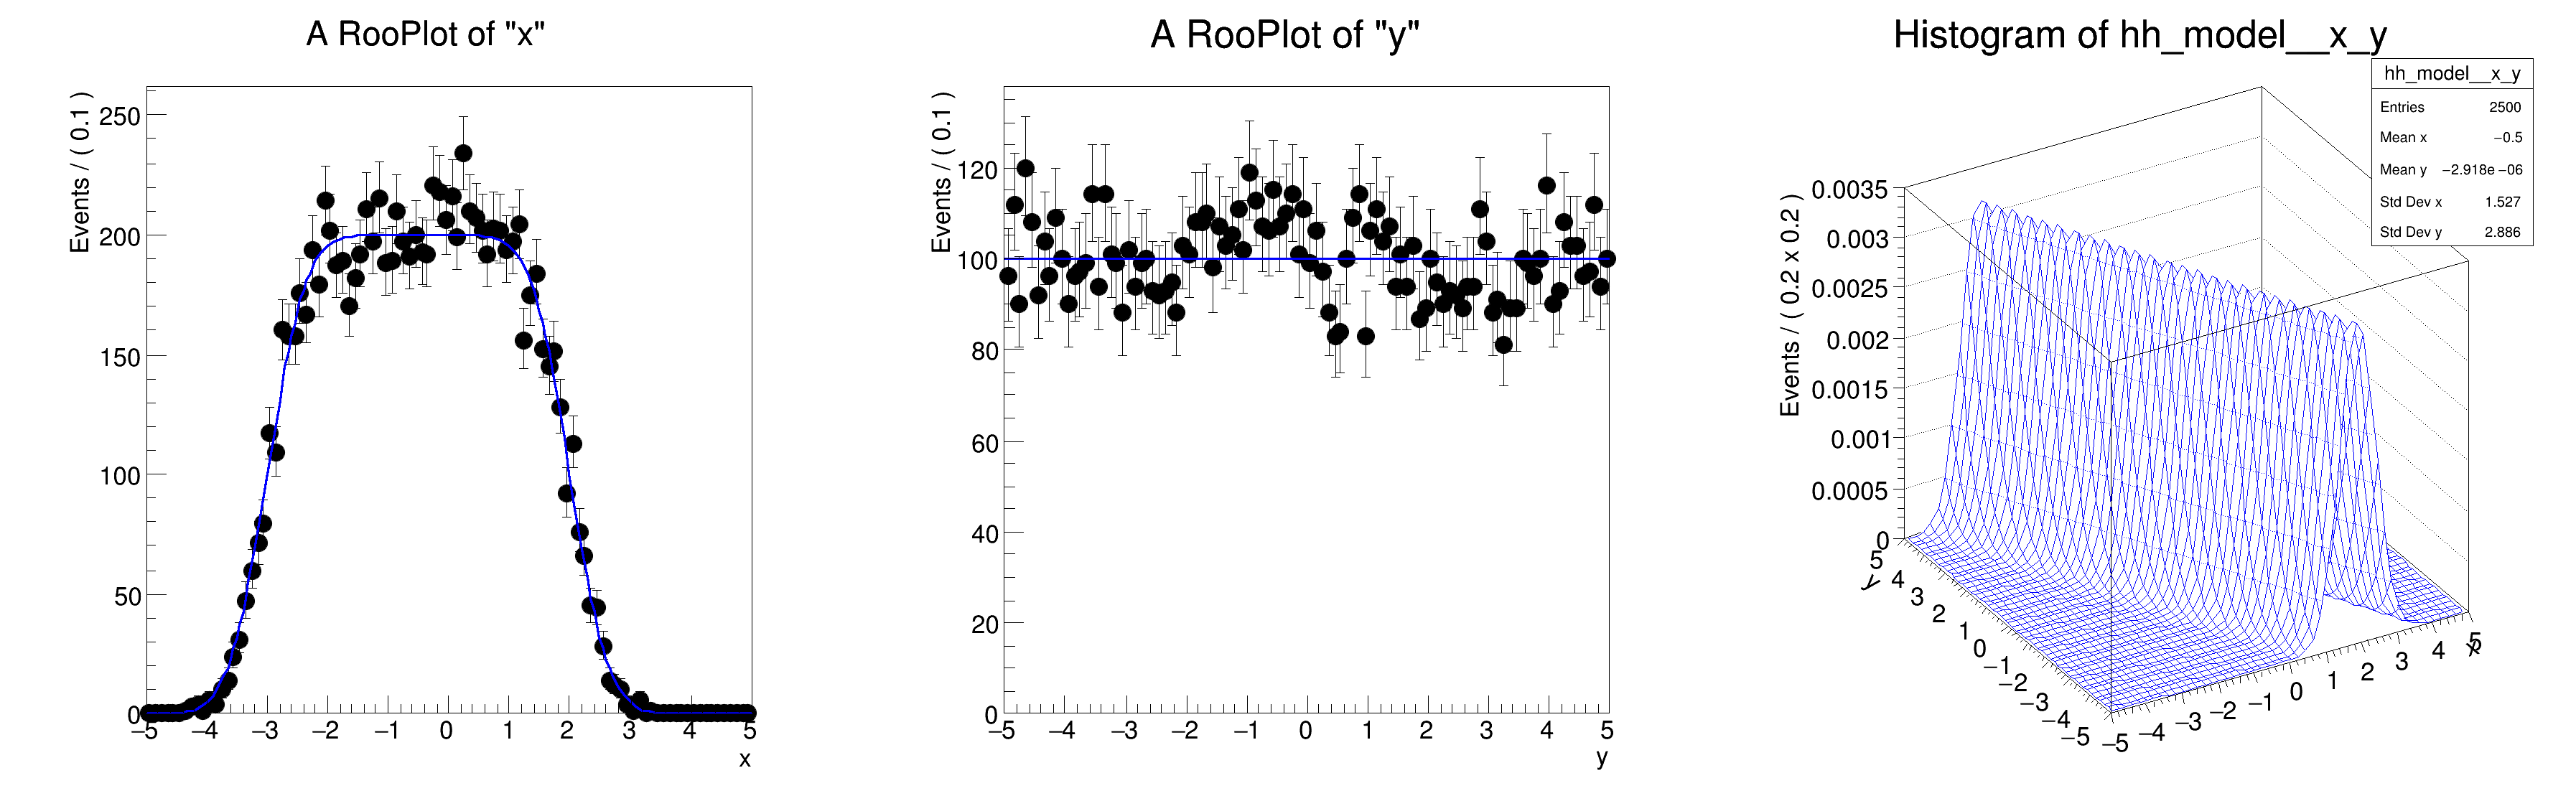 A RooPlot of "x"
Events / ( 0.1 )
250
200
150
100
50
0
−5 −4 −3 −2 −1 0 1 2 3 4 5
x
A RooPlot of "y"
Events / ( 0.1 )
120
100
80
60
40
20
0
−5 −4 −3 −2 −1 0 1 2 3 4 5
y
Histogram of hh_model__x_y
hh_model__x_y
Entries 2500
Mean x −0.5
Mean y −2.918e−06
Std Dev x 1.527
Std Dev y 2.886
Events / ( 0.2 x 0.2 )
0.0035
0.003
0.0025
0.002
0.0015
0.001
0.0005
0
y
5 4 3 2 1 0 −1 −2 −3 −4 −5
−5 −4 −3 −2 −1 0 1 2 3 4 5
x